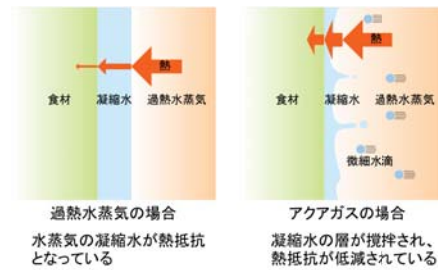 熱
食材
凝縮水
過熱水蒸気
過熱水蒸気の場合
水蒸気の凝縮水が熱抵抗
となっている
熱
食材
凝縮水
過熱水蒸気
微細水滴
アクアガスの場合
凝縮水の層が撹拌され、
熱抵抗が低減されている